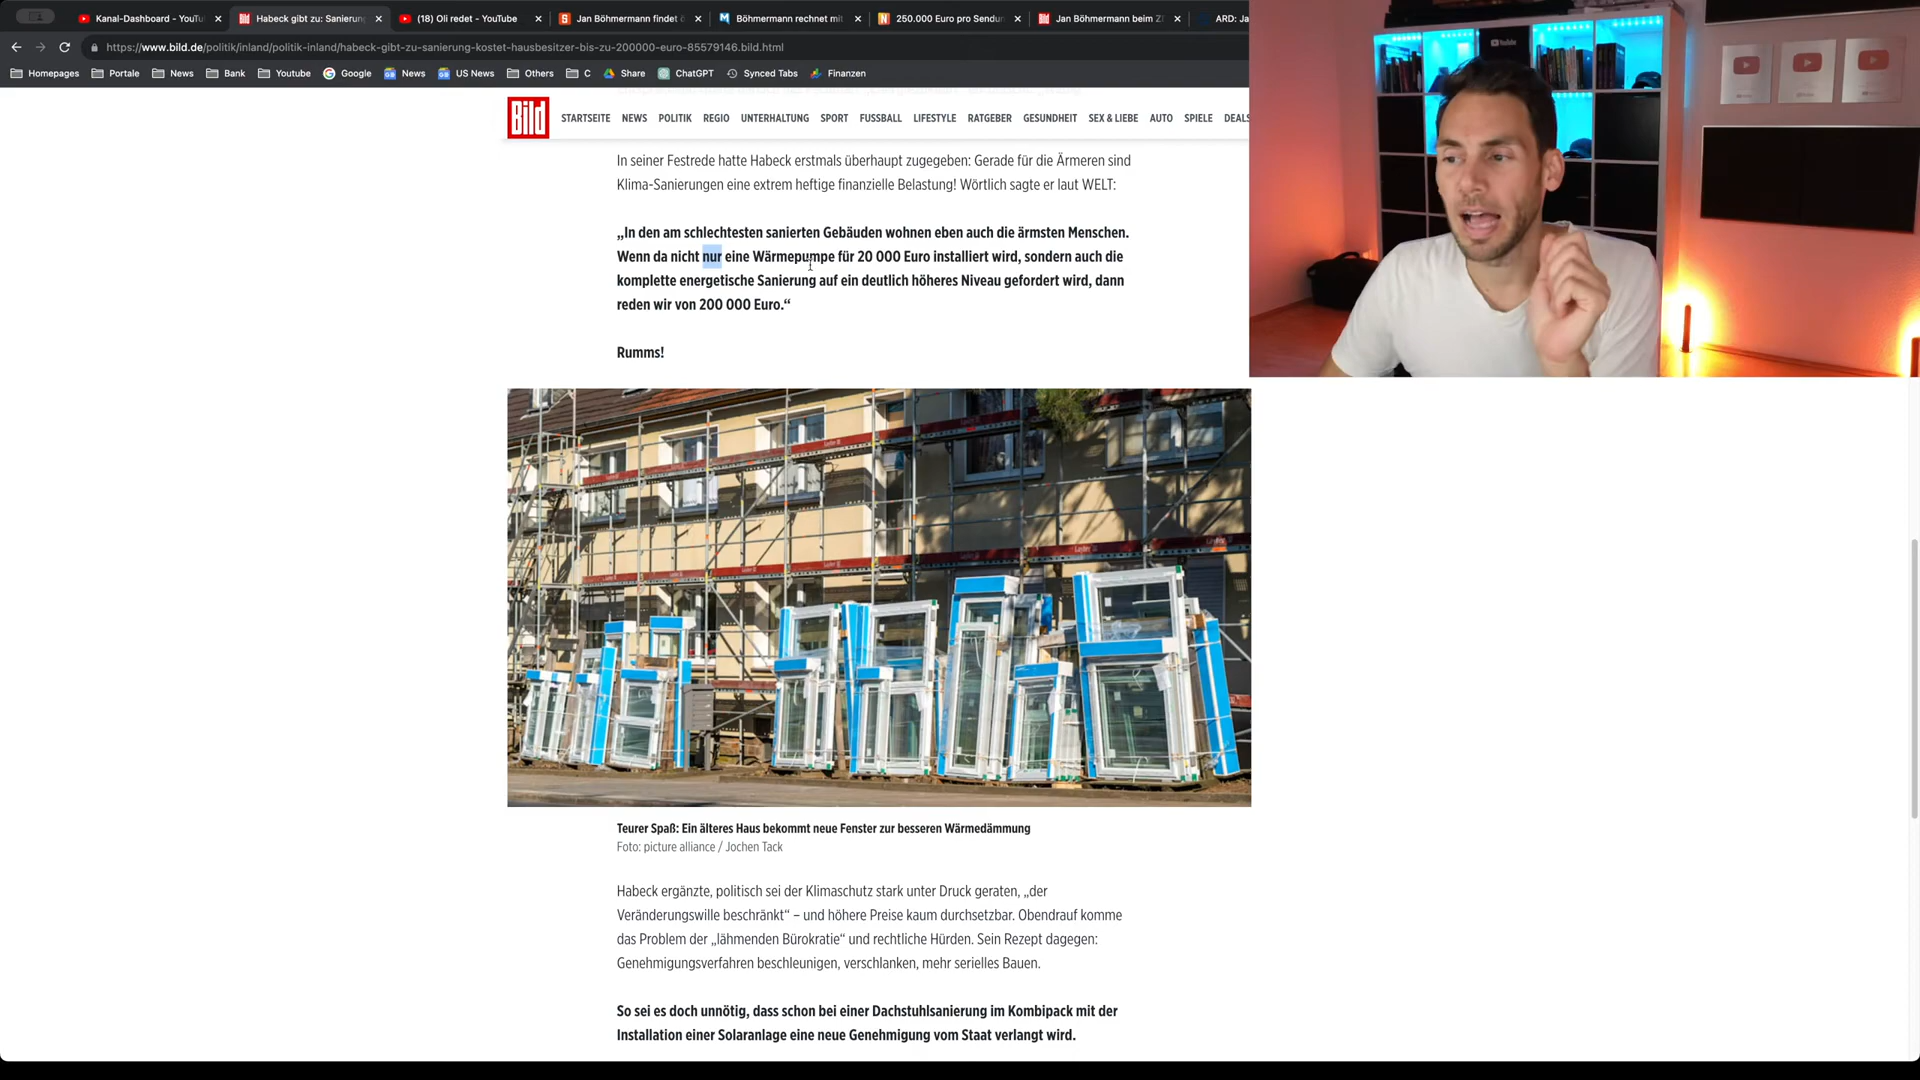 Kanal-Dashboard - YouTu
Habeck gibt zu: Sanierung
(18) Oli redet - YouTube
Jan Böhmermann findet
Böhmermann rechnet mit
250.000 Euro pro Sendun
Jan Böhmermann beim Z
ARD: Ja
https://www.bild.de/politik/inland/politik-inland/habeck-gibt-zu-sanierung-kostet-hausbesitzer-bis-zu-200000-euro-85579146.bild.html
Homepages
Portale
News
Bank
Youtube
Google
News
US News
Others
C
Share
ChatGPT
Synced Tabs
Finanzen
Bild
STARTSEITE NEWS POLITIK REGIO UNTERHALTUNG SPORT FUSSBALL LIFESTYLE RATGEBER GESUNDHEIT SEX & LIEBE AUTO SPIELE DEALS
In seiner Festrede hatte Habeck erstmals überhaupt zugegeben: Gerade für die Ärmeren sind
Klima-Sanierungen eine extrem heftige finanzielle Belastung! Wörtlich sagte er laut WELT:
„In den am schlechtesten sanierten Gebäuden wohnen eben auch die ärmsten Menschen.
Wenn da nicht nur eine Wärmepumpe für 20 000 Euro installiert wird, sondern auch die
komplette energetische Sanierung auf ein deutlich höheres Niveau gefordert wird, dann
reden wir von 200 000 Euro.“
Rumms!
Teurer Spaß: Ein älteres Haus bekommt neue Fenster zur besseren Wärmedämmung
Foto: picture alliance / Jochen Tack
Habeck ergänzte, politisch sei der Klimaschutz stark unter Druck geraten, „der
Veränderungswille beschränkt“ – und höhere Preise kaum durchsetzbar. Obendrauf komme
das Problem der „lähmenden Bürokratie“ und rechtliche Hürden. Sein Rezept dagegen:
Genehmigungsverfahren beschleunigen, verschlanken, mehr serielles Bauen.
So sei es doch unnötig, dass schon bei einer Dachstuhlsanierung im Kombipack mit der
Installation einer Solaranlage eine neue Genehmigung vom Staat verlangt wird.